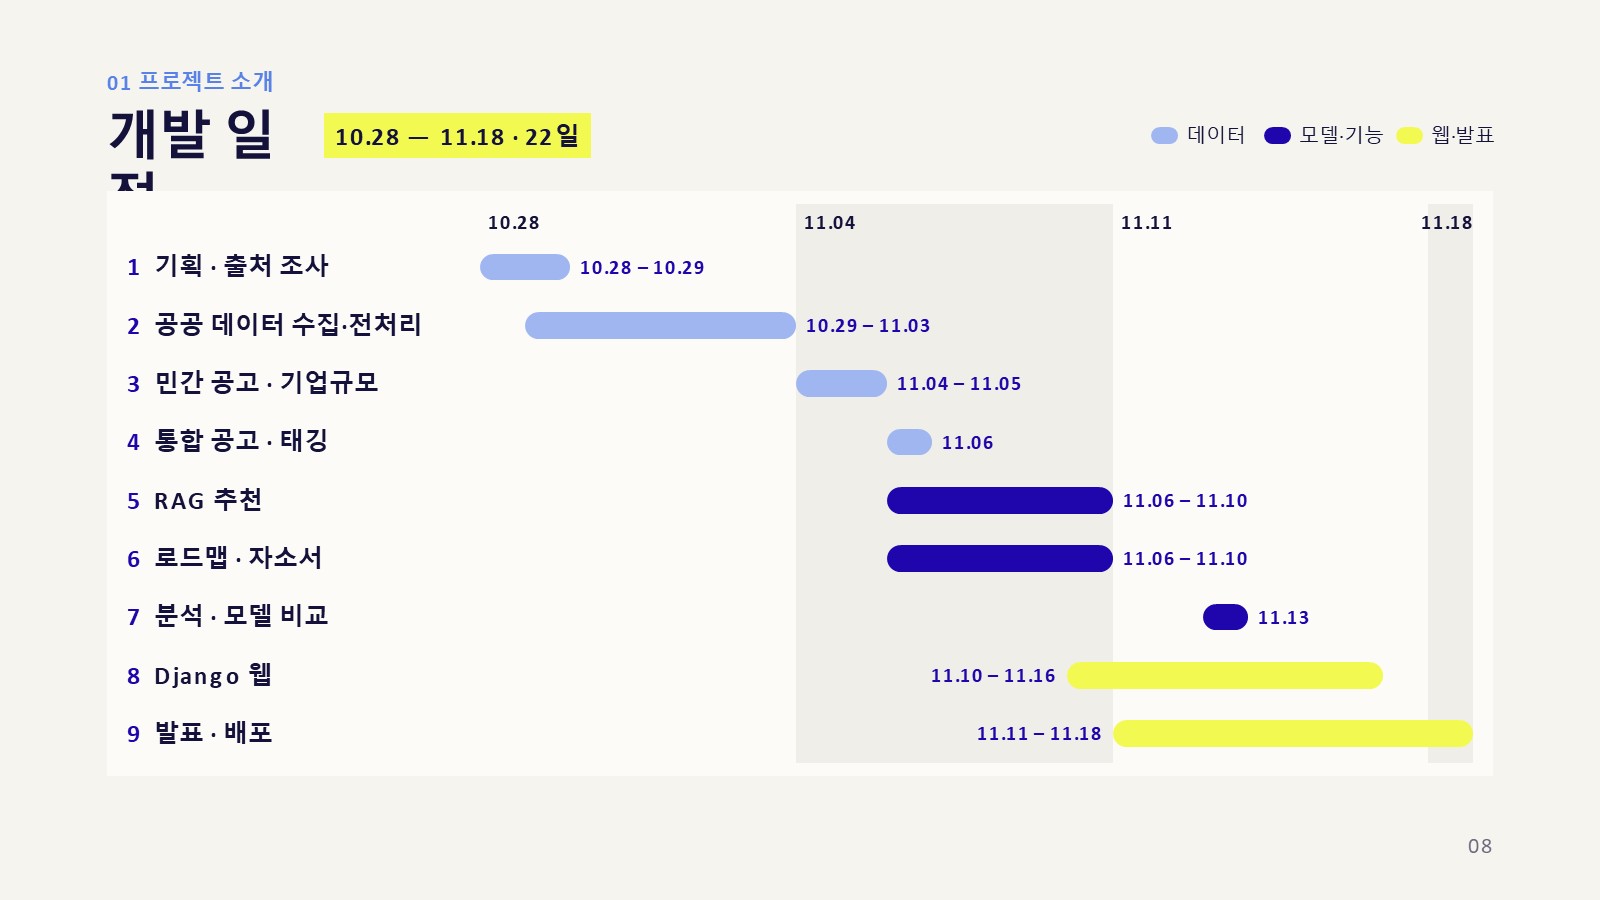 01 프로젝트 소개
개발 일
10.28 — 11.18 · 22일
데이터
모델·기능
웹·발표
10.28
11.04
11.11
11.18
1 기획 · 출처 조사 10.28 – 10.29
2 공공 데이터 수집·전처리 10.29 – 11.03
3 민간 공고 · 기업규모 11.04 – 11.05
4 통합 공고 · 태깅 11.06
5 RAG 추천 11.06 – 11.10
6 로드맵 · 자소서 11.06 – 11.10
7 분석 · 모델 비교 11.13
8 Django 웹 11.10 – 11.16
9 발표 · 배포 11.11 – 11.18
08